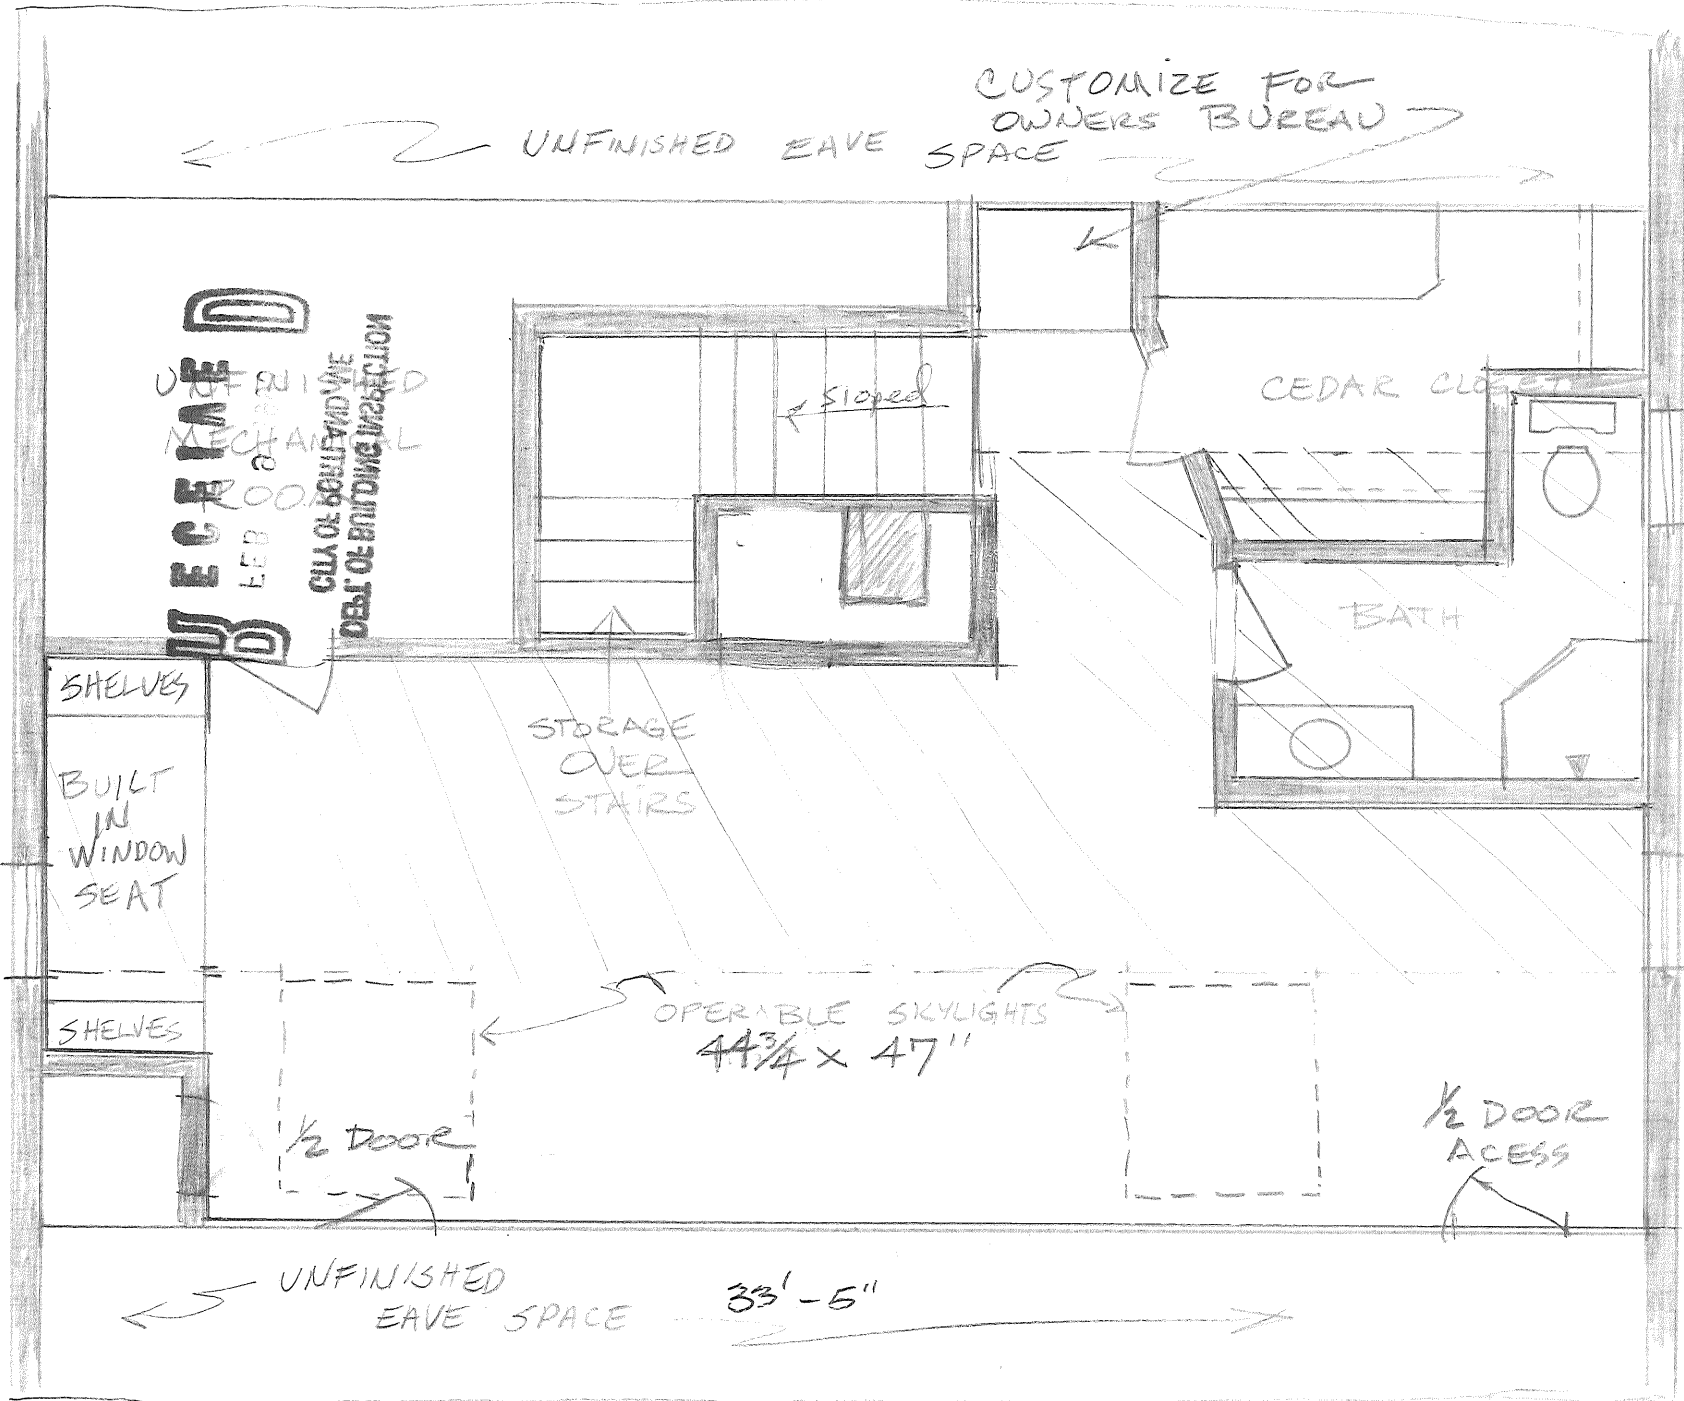 CUSTOMIZE FOR
OWNERS BUREAU
UNFINISHED EAVE SPACE
sloped
UNFINISHED
MECHANICAL
ROOM
CEDAR CLOSET
RECEIVED
FEB
CITY OF PORTLAND, ME
DEPT. OF BUILDING INSPECTION
BATH
SHELVES
STORAGE
OVER
STAIRS
BUILT
IN
WINDOW
SEAT
OPERABLE SKYLIGHTS
44 3/4 x 47"
SHELVES
1/2 DOOR
1/2 DOOR
ACESS
UNFINISHED
EAVE SPACE
33'-5"